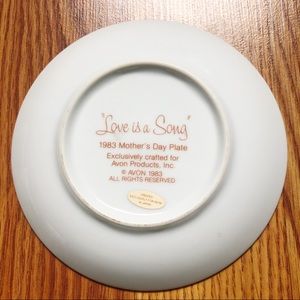 "Love is a Song"
1983 Mother's Day Plate
Exclusively crafted for
Avon Products, Inc.
© AVON 1983
ALL RIGHTS RESERVED